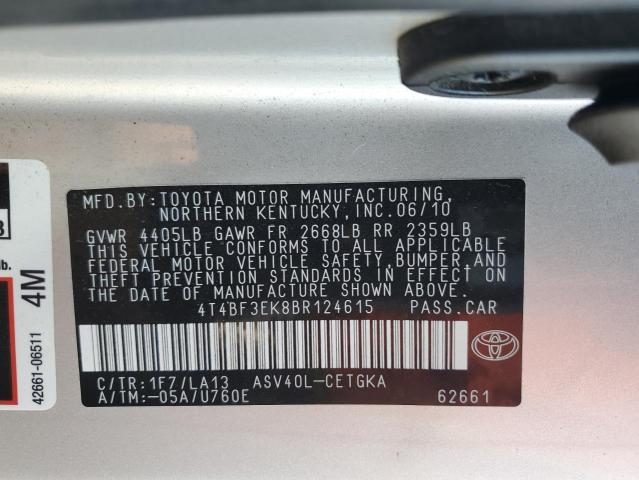 MFD.BY:TOYOTA MOTOR MANUFACTURING,
NORTHERN KENTUCKY,INC.06/10
GVWR 4405LB GAWR FR 2668LB RR 2359LB
THIS VEHICLE CONFORMS TO ALL APPLICABLE
FEDERAL MOTOR VEHICLE SAFETY,BUMPER,AND
THEFT PREVENTION STANDARDS IN EFFECT ON
THE DATE OF MANUFACTURE SHOWN ABOVE.
4T4BF3EK8BR124615 PASS.CAR
C/TR:1F7/LA13 ASV40L-CETGKA
A/TM:-05A/U760E 62661
lb.
4M
42661-06511